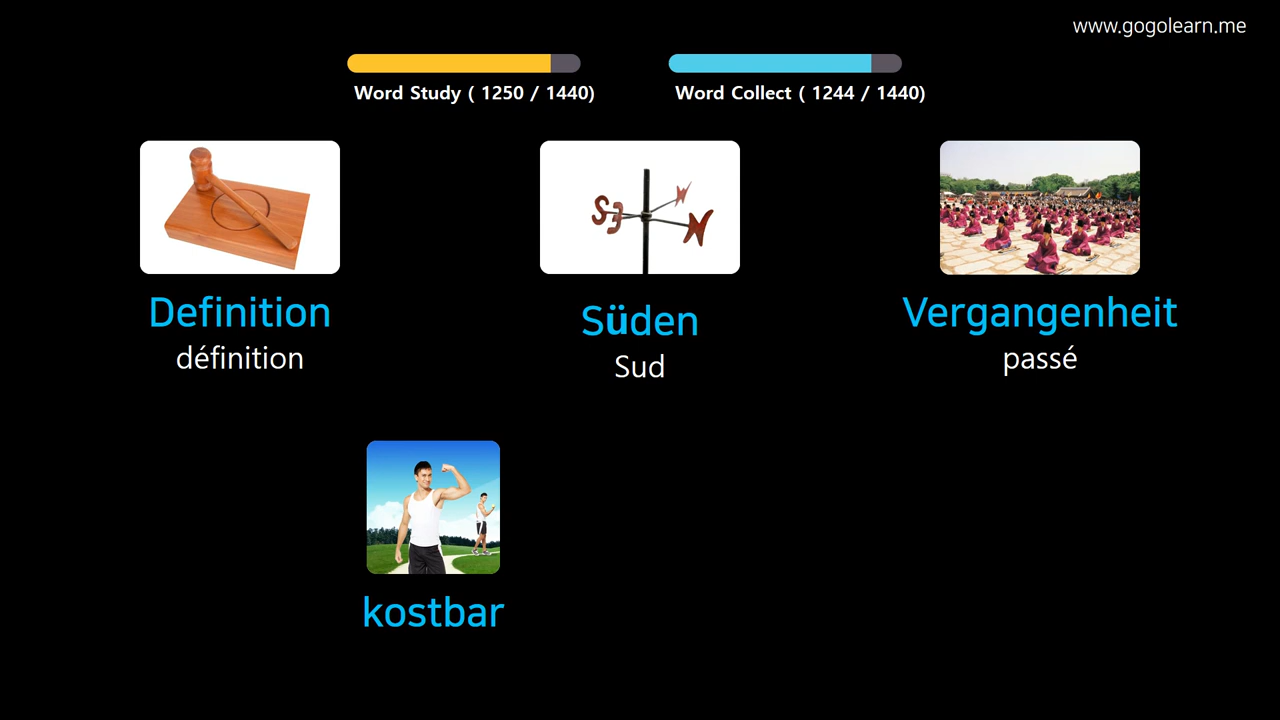 www.gogolearn.me
Word Study ( 1250 / 1440)
Word Collect ( 1244 / 1440)
Definition
définition
Süden
Sud
Vergangenheit
passé
kostbar